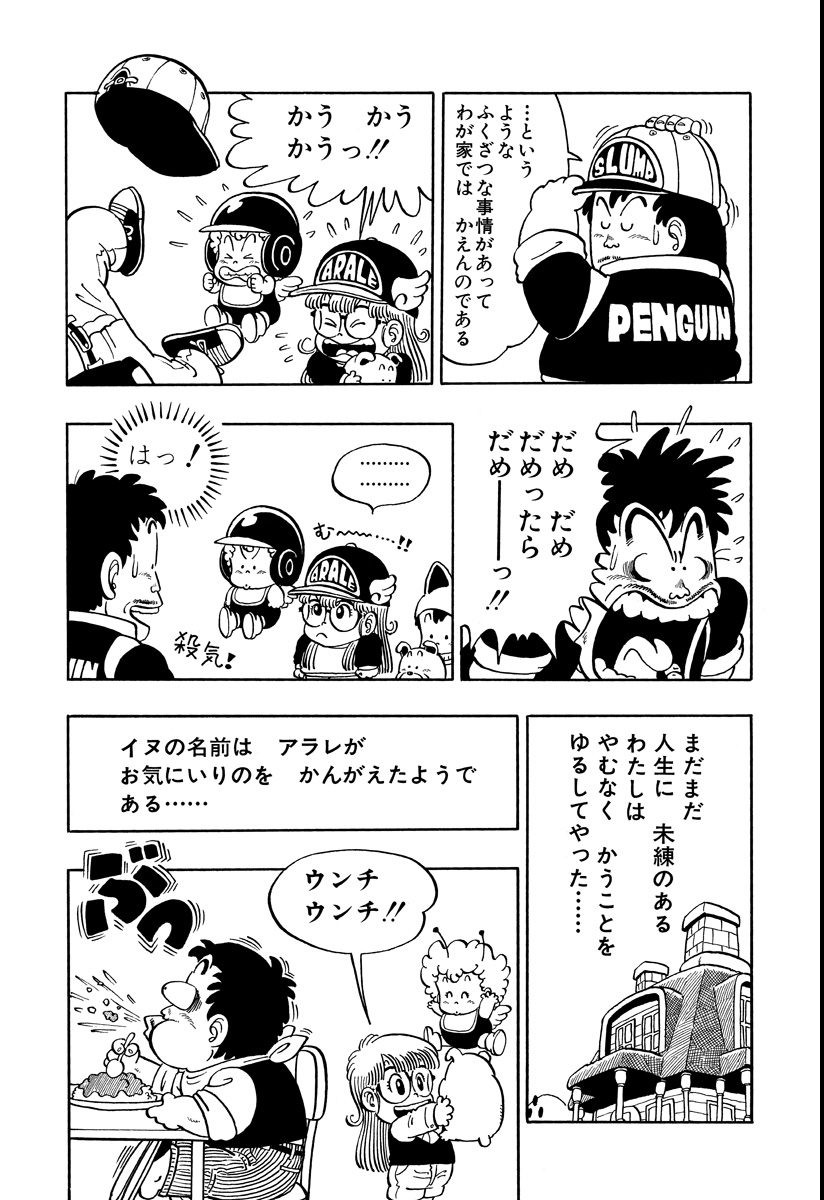 …という
ような
ふくざつな事情があって
わが家では　かえんのである
SLUMP
PENGUIN
かう　かう
かうっ!!
ARALE
だめ　だめ
だめったら
だめ――っ!!
はっ!
………
………
む〜……!!
ARALE
殺気!
UIN
まだまだ
人生に　未練のある
わたしは
やむなく　かうことを
ゆるしてやった……
イヌの名前は　アラレが
お気にいりのを　かんがえたようで
ある……
ウンチ
ウンチ!!
ブッ